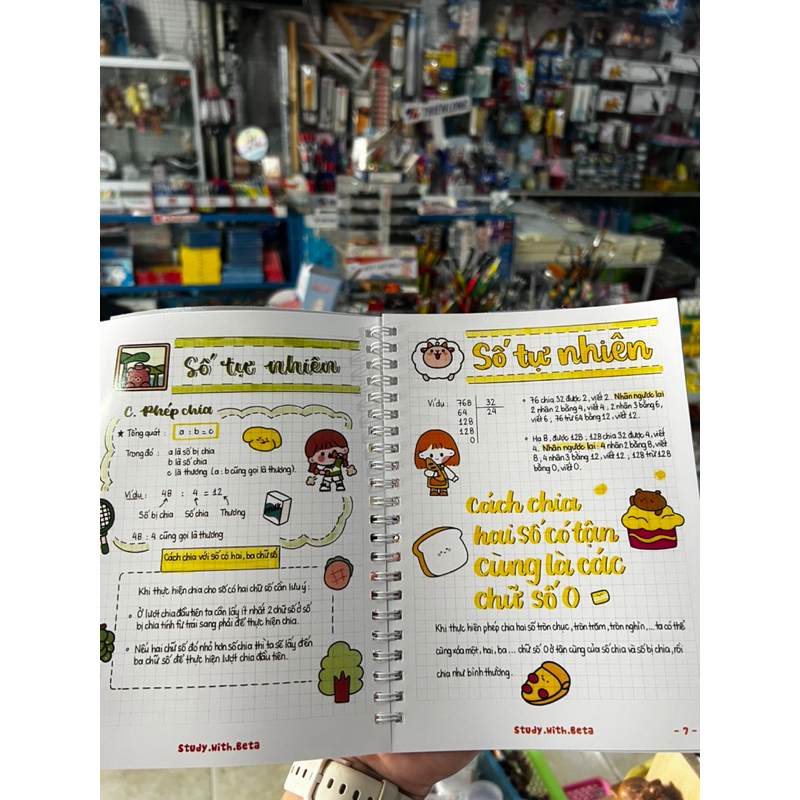 Số tự nhiên
C. Phép chia
★ Tổng quát : a : b = c
Trong đó : a là số bị chia
b là số chia
c là thương (a : b cũng gọi là thương).
Ví dụ : 48 : 4 = 12
Số bị chia Số chia Thương
48 : 4 cũng gọi là thương
Cách chia với số có hai, ba chữ số
Khi thực hiện chia cho số có hai chữ số cần lưu ý :
• Ở lượt chia đầu tiên ta cần lấy ít nhất 2 chữ số ở số
bị chia tính từ trái sang phải để thực hiện chia.
• Nếu hai chữ số đó nhỏ hơn số chia thì ta sẽ lấy đến
ba chữ số để thực hiện lượt chia đầu tiên.
Study.With.Beta
Số tự nhiên
Ví dụ : 768 32
64 24
128
128
0
• 76 chia 32 được 2, viết 2. Nhân ngược lại
2 nhân 2 bằng 4, viết 4 . 2 nhân 3 bằng 6,
viết 6 , 76 trừ 64 bằng 12, viết 12.
• Hạ 8, được 128 ; 128 chia 32 được 4, viết
4. Nhân ngược lại : 4 nhân 2 bằng 8, viết
8 , 4 nhân 3 bằng 12, viết 12 ; 128 trừ 128
bằng 0, viết 0.
Cách chia
hai số có tận
cùng là các
chữ số 0
Khi thực hiện phép chia hai số tròn chục, tròn trăm, tròn nghìn,... ta có thể
cùng xóa một, hai, ba ... chữ số 0 ở tận cùng của số chia và số bị chia, rồi
chia như bình thường.
Study.With.Beta
- 7 -